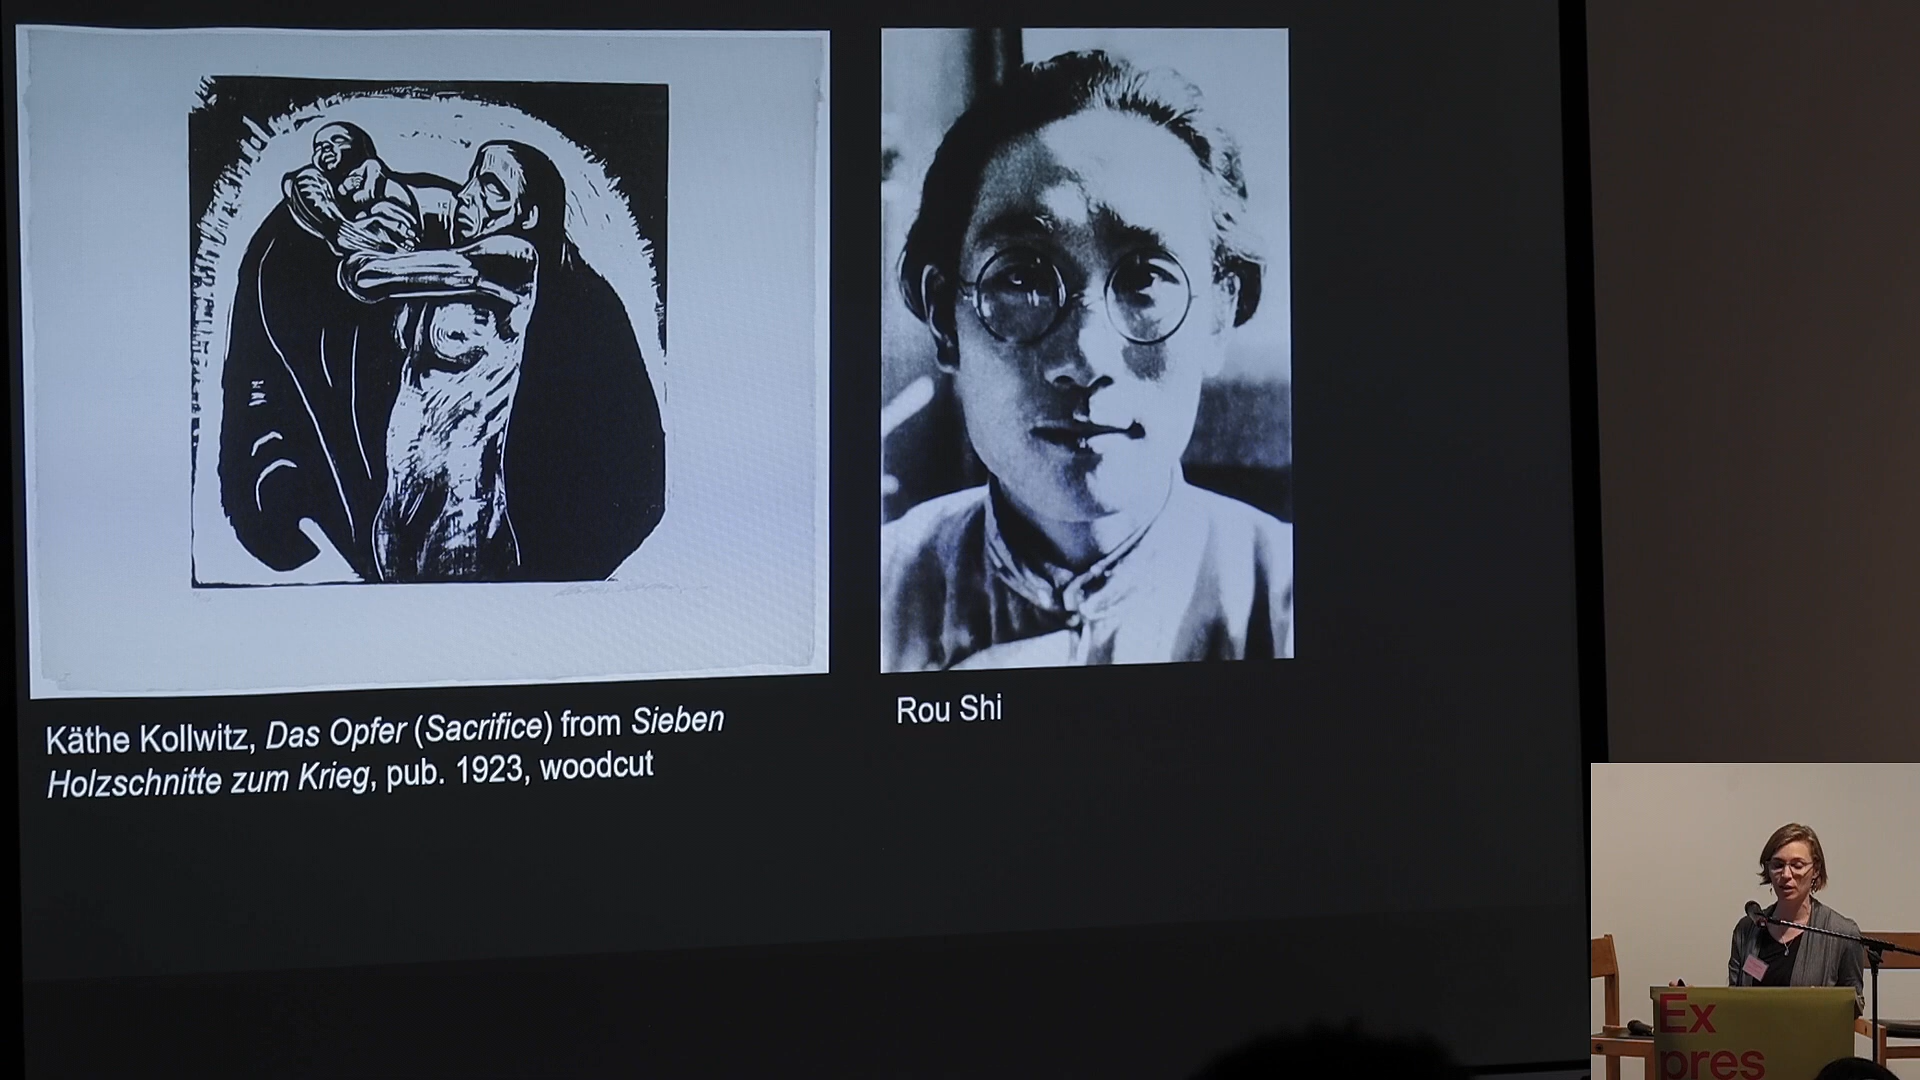 Käthe Kollwitz, Das Opfer (Sacrifice) from Sieben
Holzschnitte zum Krieg, pub. 1923, woodcut
Rou Shi
Ex
pres